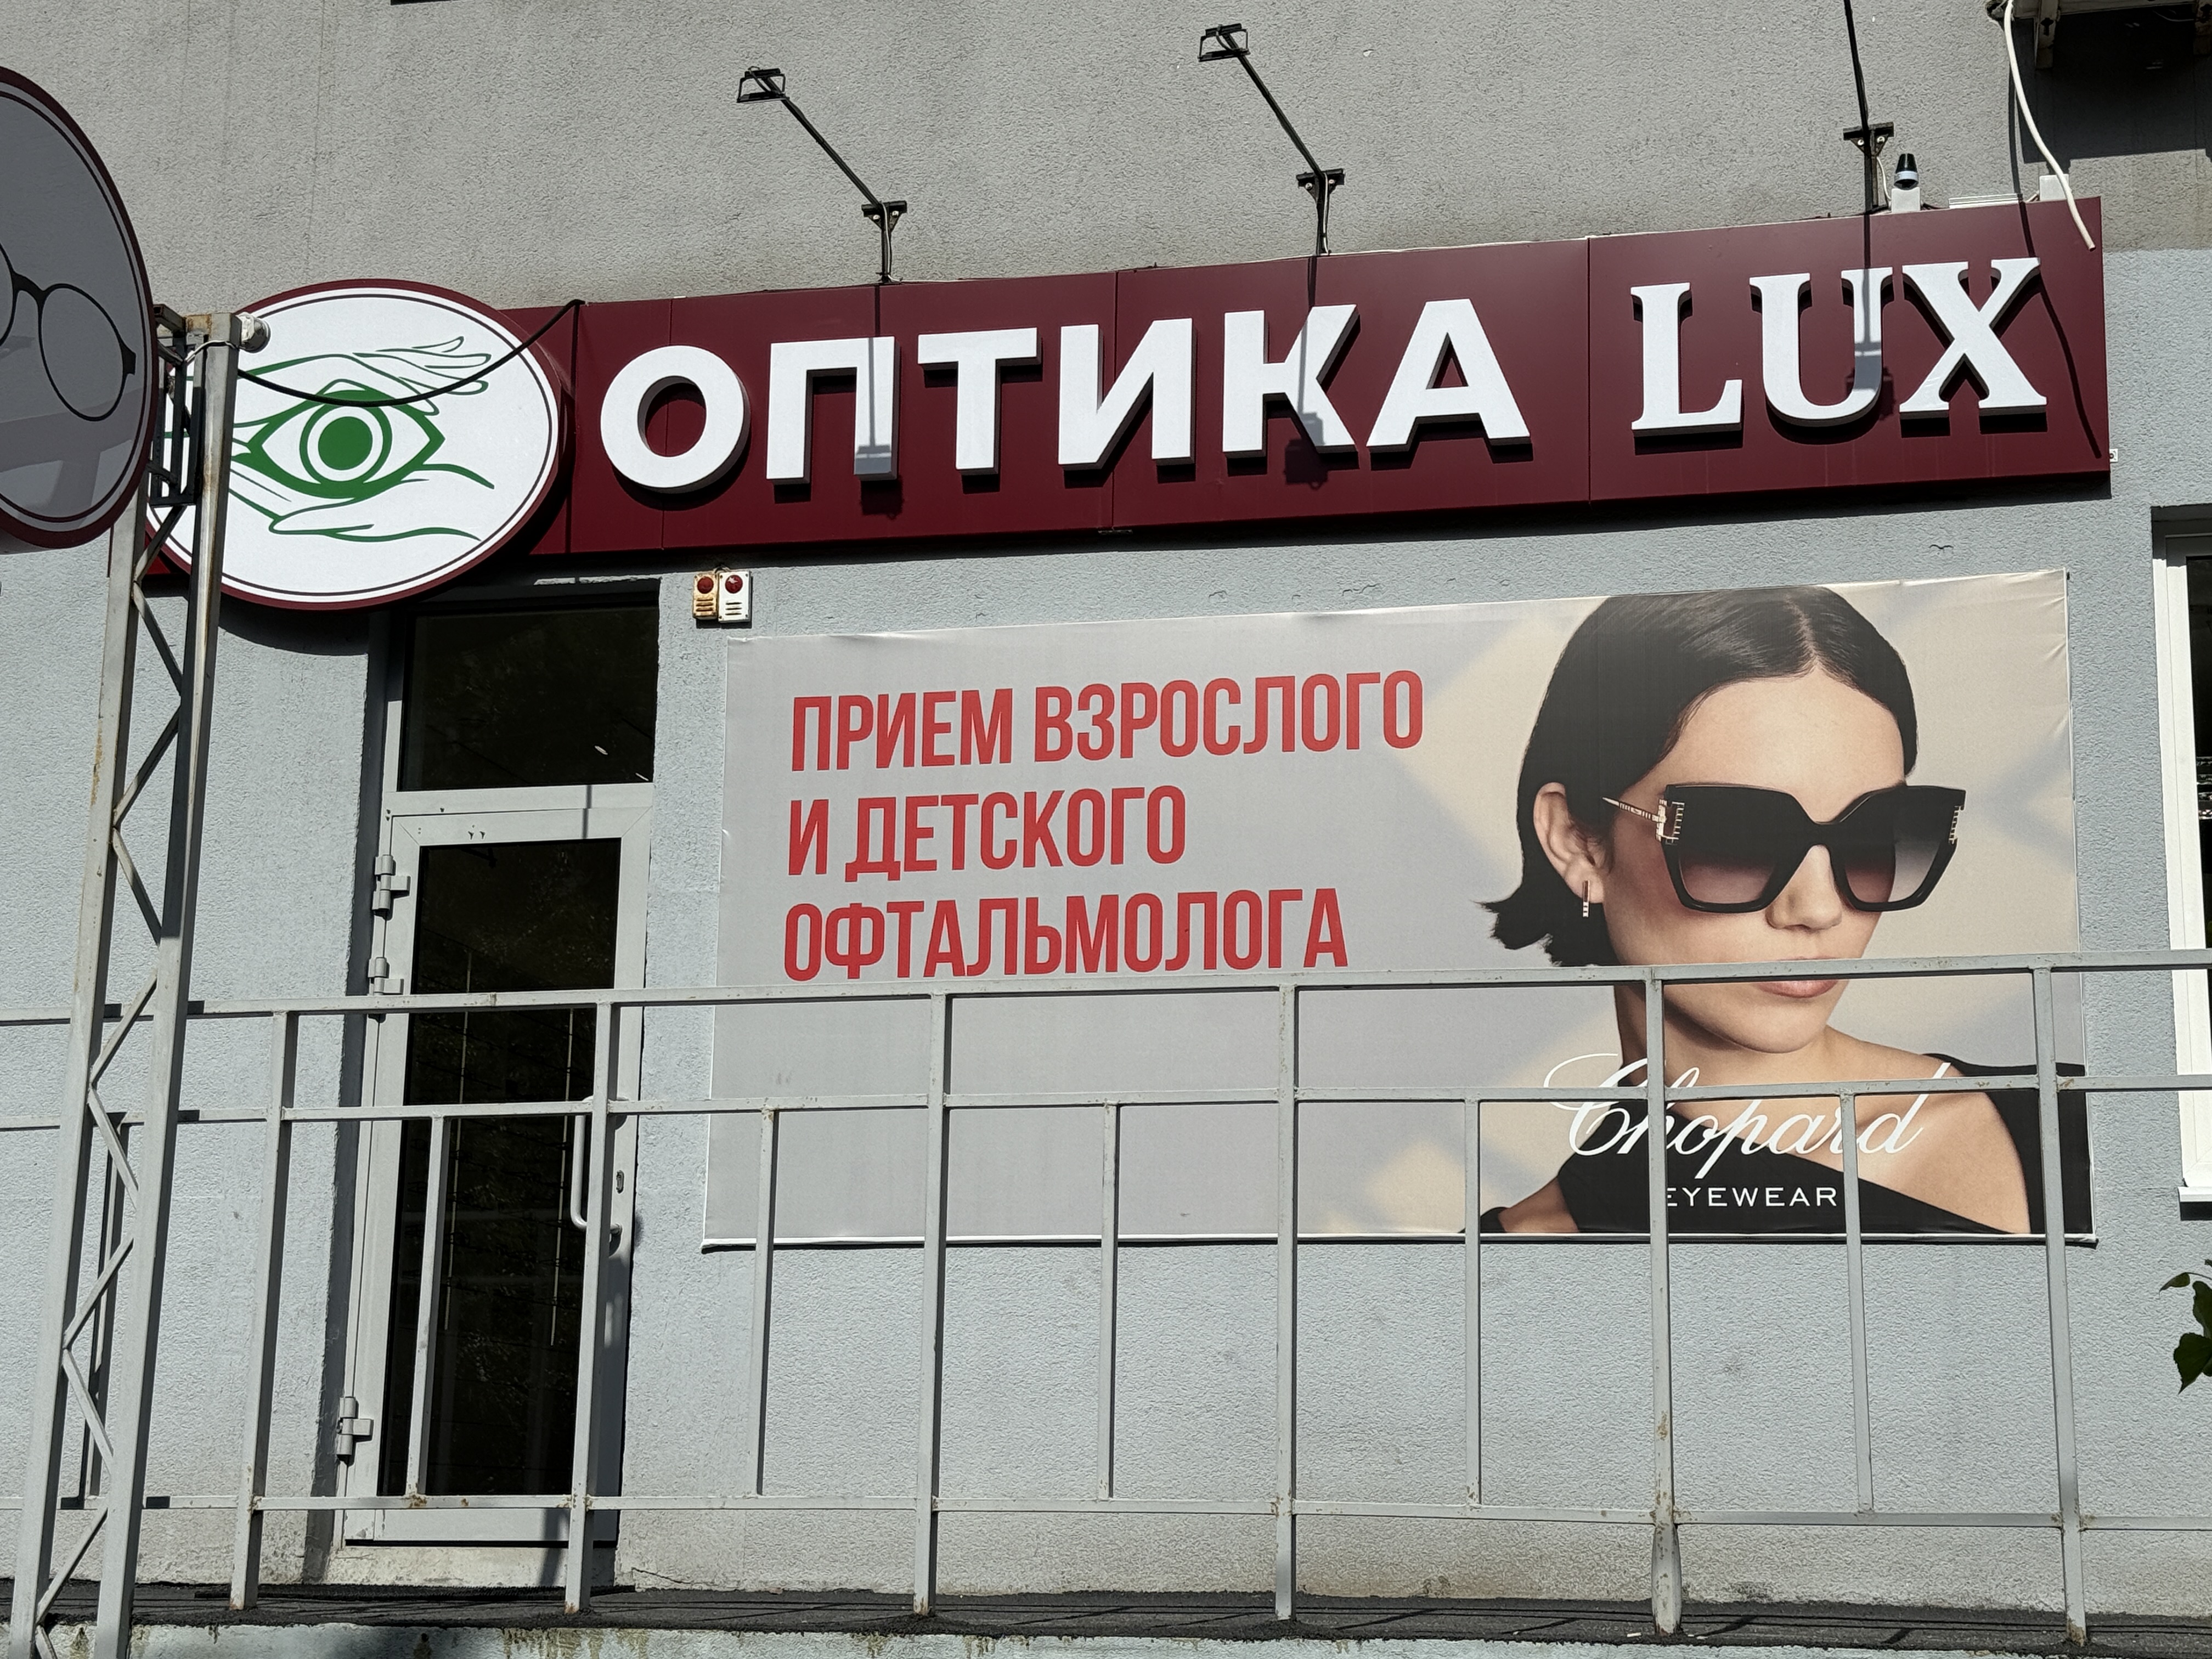 ОПТИКА LUX
ПРИЕМ ВЗРОСЛОГО
И ДЕТСКОГО
ОФТАЛЬМОЛОГА
Chopard
EYEWEAR